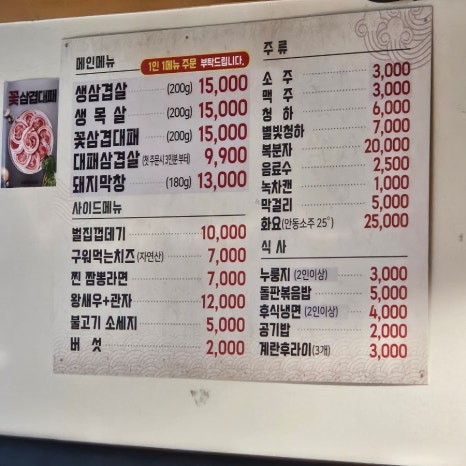 꽃삼겹대패
메인메뉴 1인 1메뉴 주문 부탁드립니다.
생삼겹살 (200g) 15,000
생 목 살 (200g) 15,000
꽃삼겹대패 (200g) 15,000
대패삼겹살 (첫 주문시 3인분 부터) 9,900
돼지막창 (180g) 13,000
사이드메뉴
벌집껍데기 10,000
구워먹는치즈 (자연산) 7,000
찐 짬뽕라면 7,000
왕새우+관자 12,000
불고기 소세지 5,000
버 섯 2,000
주 류
소 주 3,000
맥 주 3,000
청 하 6,000
별빛청하 7,000
복분자 20,000
음료수 2,500
녹차캔 1,000
막걸리 5,000
화요(안동소주 25°) 25,000
식 사
누룽지 (2인이상) 3,000
돌판볶음밥 5,000
후식냉면 (2인이상) 4,000
공기밥 2,000
계란후라이(3개) 3,000